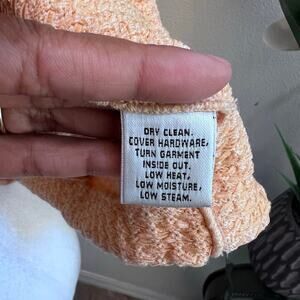 DRY CLEAN.
COVER HARDWARE,
TURN GARMENT
INSIDE OUT.
LOW HEAT,
LOW MOISTURE,
LOW STEAM.